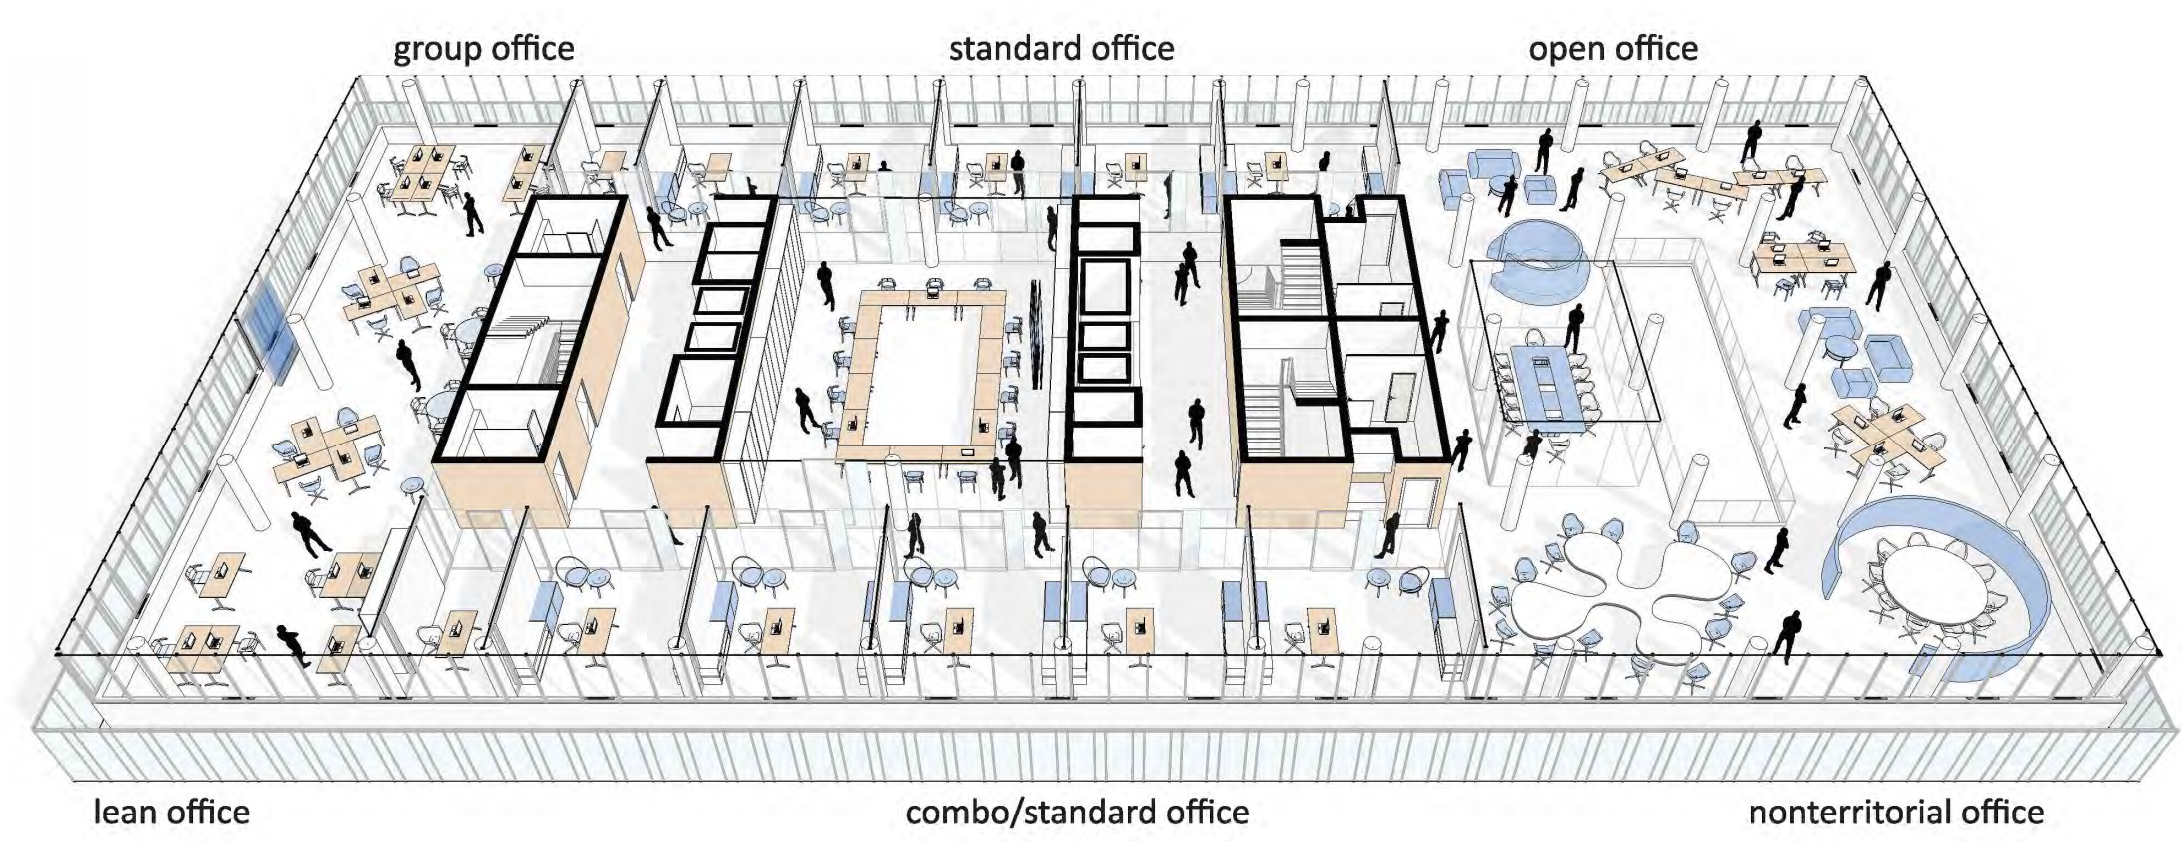 group office
standard office
open office
lean office
combo/standard office
nonterritorial office